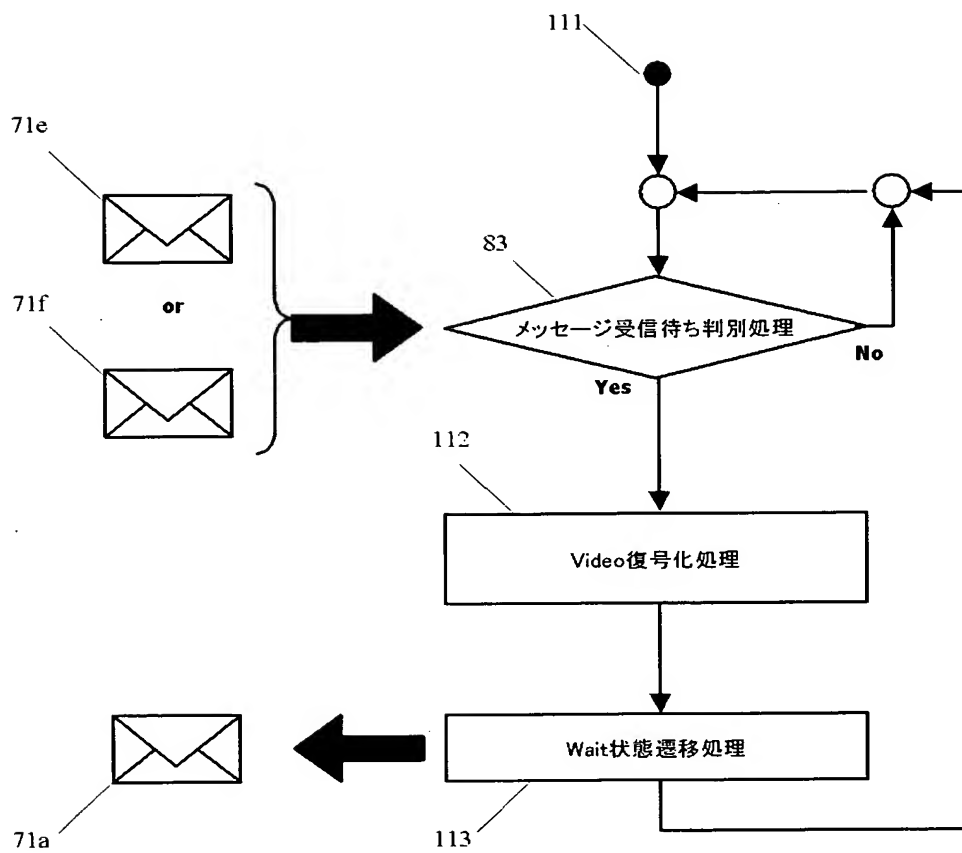 111
71e
83
or
メッセージ受信待ち判別処理
71f
No
Yes
112
Video復号化処理
Wait状態遷移処理
71a
113